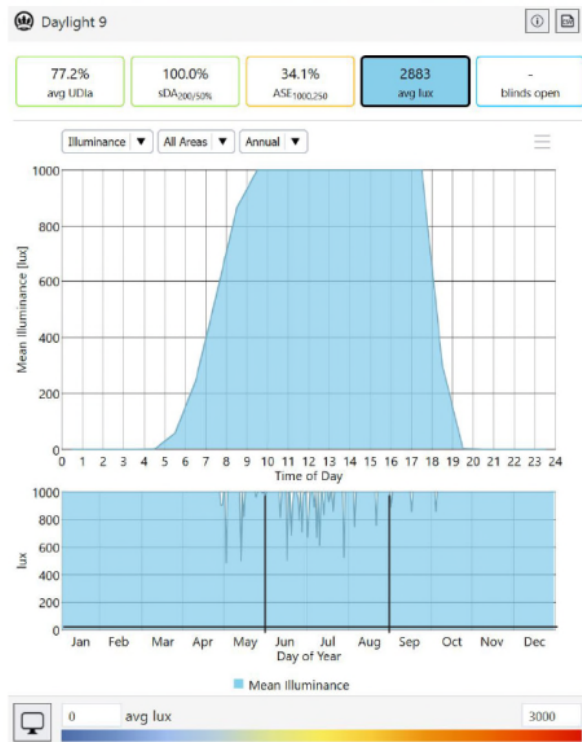 Daylight 9
77.2% 100.0% 34.1% 2883 -
avg UDIa sDA200/50% ASE1000,250 avg lux blinds open
Illuminance ▼ All Areas ▼ Annual ▼
Mean Illuminance [lux]
1000
800
600
400
200
0
0 1 2 3 4 5 6 7 8 9 10 11 12 13 14 15 16 17 18 19 20 21 22 23 24
Time of Day
lux
1000
800
600
400
200
0
Jan Feb Mar Apr May Jun Jul Aug Sep Oct Nov Dec
Day of Year
Mean Illuminance
0 avg lux 3000